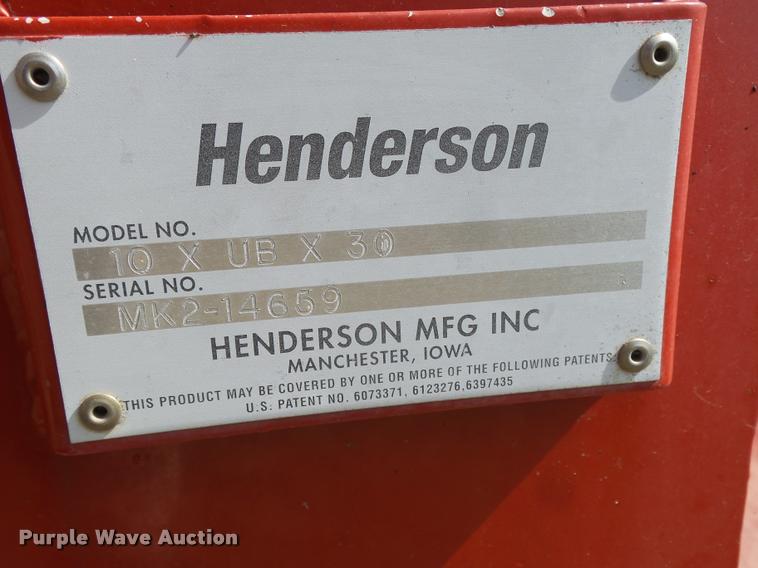 Henderson
MODEL NO.
10 X UB X 30
SERIAL NO.
MK2-14659
HENDERSON MFG INC
MANCHESTER, IOWA
THIS PRODUCT MAY BE COVERED BY ONE OR MORE OF THE FOLLOWING PATENTS
U.S. PATENT NO. 6073371, 6123276,6397435
Purple Wave Auction